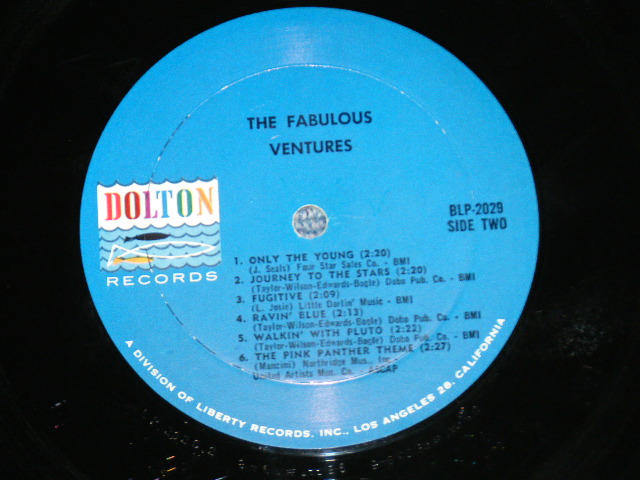 THE FABULOUS
VENTURES
DOLTON
RECORDS
BLP-2029
SIDE TWO
1. ONLY THE YOUNG (2:20)
(J. Seals) Four Star Sales Co. - BMI
2. JOURNEY TO THE STARS (2:20)
(Taylor-Wilson-Edwards-Bogle) Dobo Pub. Co. - BMI
3. FUGITIVE (2:09)
(L. Josie) Little Darlin' Music - BMI
4. RAVIN' BLUE (2:13)
(Taylor-Wilson-Edwards-Bogle) Dobo Pub. Co. - BMI
5. WALKIN' WITH PLUTO (2:22)
(Taylor-Wilson-Edwards-Bogle) Dobo Pub. Co. - BMI
6. THE PINK PANTHER THEME (2:27)
(Mancini) Northridge Mus., Inc. -
United Artists Mus. Co. - ASCAP
A DIVISION OF LIBERTY RECORDS, INC., LOS ANGELES 28, CALIFORNIA